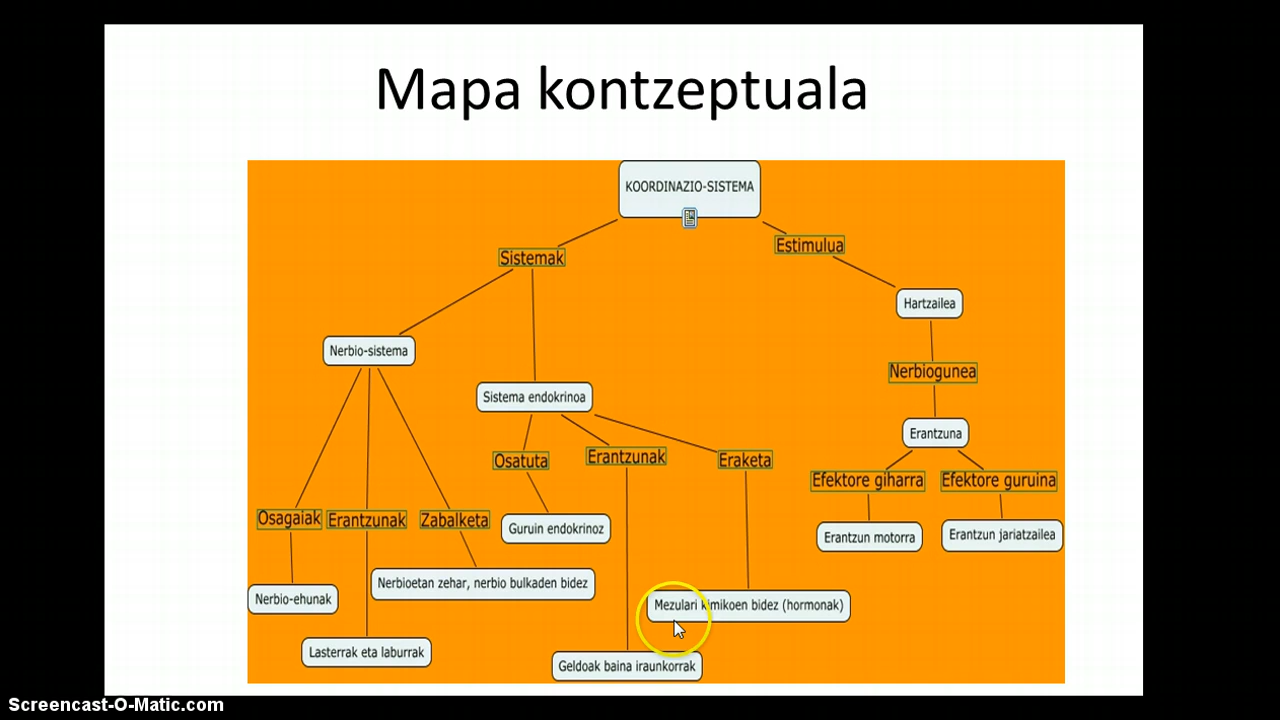 Mapa kontzeptuala
KOORDINAZIO-SISTEMA
Sistemak
Estimulua
Hartzailea
Nerbio-sistema
Nerbiogunea
Sistema endokrinoa
Erantzuna
Osatuta
Erantzunak
Eraketa
Efektore giharra
Efektore guruina
Osagaiak
Erantzunak
Zabalketa
Guruin endokrinoz
Erantzun motorra
Erantzun jariatzailea
Nerbioetan zehar, nerbio bulkaden bidez
Nerbio-ehunak
Mezulari kimikoen bidez (hormonak)
Lasterrak eta laburrak
Geldoak baina iraunkorrak
Screencast-O-Matic.com